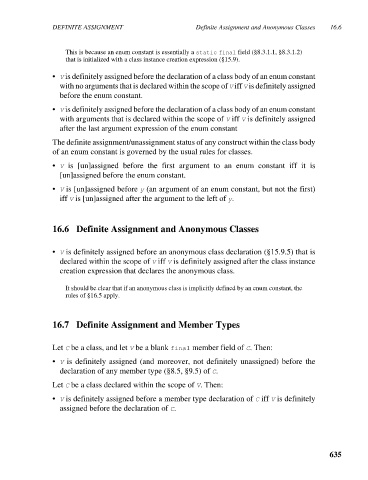 DEFINITE ASSIGNMENT Definite Assignment and Anonymous Classes 16.6
This is because an enum constant is essentially a static final field (§8.3.1.1, §8.3.1.2)
that is initialized with a class instance creation expression (§15.9).
• V is definitely assigned before the declaration of a class body of an enum constant
with no arguments that is declared within the scope of V iff V is definitely assigned
before the enum constant.
• V is definitely assigned before the declaration of a class body of an enum constant
with arguments that is declared within the scope of V iff V is definitely assigned
after the last argument expression of the enum constant
The definite assignment/unassignment status of any construct within the class body
of an enum constant is governed by the usual rules for classes.
• V is [un]assigned before the first argument to an enum constant iff it is
[un]assigned before the enum constant.
• V is [un]assigned before y (an argument of an enum constant, but not the first)
iff V is [un]assigned after the argument to the left of y.
16.6 Definite Assignment and Anonymous Classes
• V is definitely assigned before an anonymous class declaration (§15.9.5) that is
declared within the scope of V iff V is definitely assigned after the class instance
creation expression that declares the anonymous class.
It should be clear that if an anonymous class is implicitly defined by an enum constant, the
rules of §16.5 apply.
16.7 Definite Assignment and Member Types
Let C be a class, and let V be a blank final member field of C. Then:
• V is definitely assigned (and moreover, not definitely unassigned) before the
declaration of any member type (§8.5, §9.5) of C.
Let C be a class declared within the scope of V. Then:
• V is definitely assigned before a member type declaration of C iff V is definitely
assigned before the declaration of C.
635